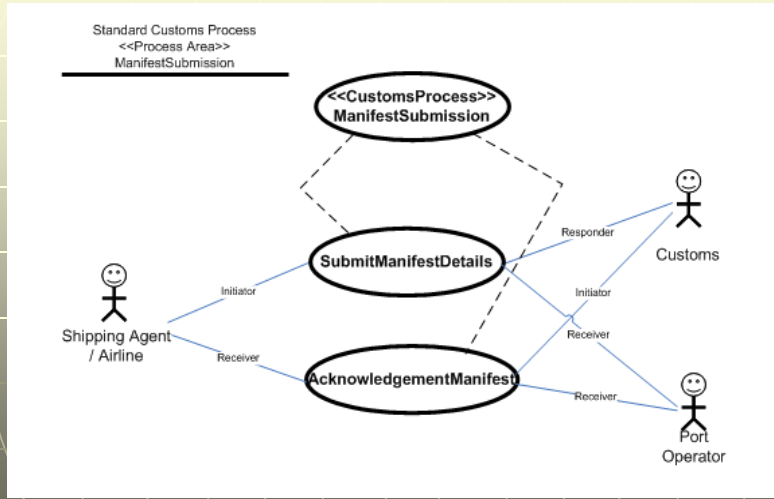 Standard Customs Process
<<Process Area>>
ManifestSubmission
<<CustomsProcess>>
ManifestSubmission
Responder
Customs
SubmitManifestDetails
Initiator
Initiator
Shipping Agent
/ Airline
Receiver
Receiver
AcknowledgementManifest
Receiver
Port
Operator